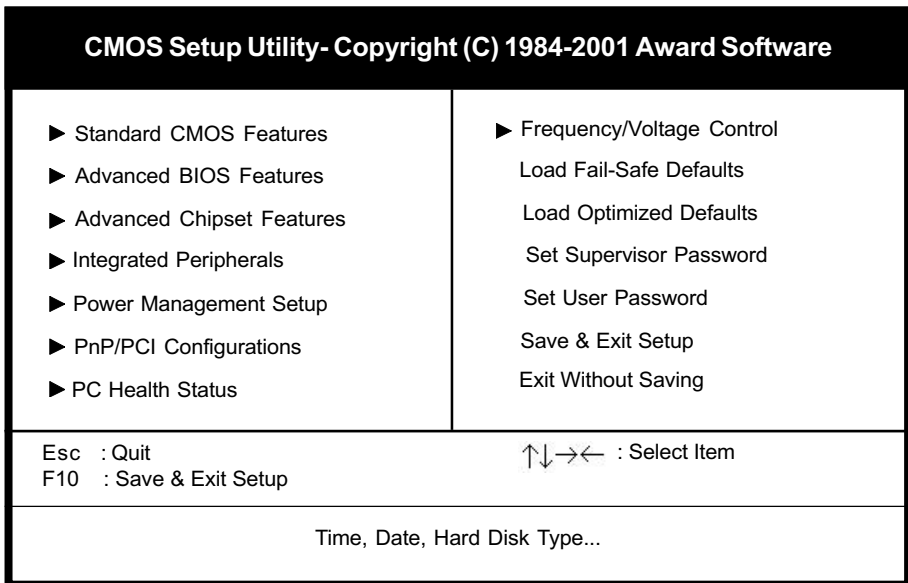 CMOS Setup Utility- Copyright (C) 1984-2001 Award Software
▶ Standard CMOS Features
▶ Advanced BIOS Features
▶ Advanced Chipset Features
▶ Integrated Peripherals
▶ Power Management Setup
▶ PnP/PCI Configurations
▶ PC Health Status
▶ Frequency/Voltage Control
Load Fail-Safe Defaults
Load Optimized Defaults
Set Supervisor Password
Set User Password
Save & Exit Setup
Exit Without Saving
Esc : Quit
F10 : Save & Exit Setup
↑↓→← : Select Item
Time, Date, Hard Disk Type...